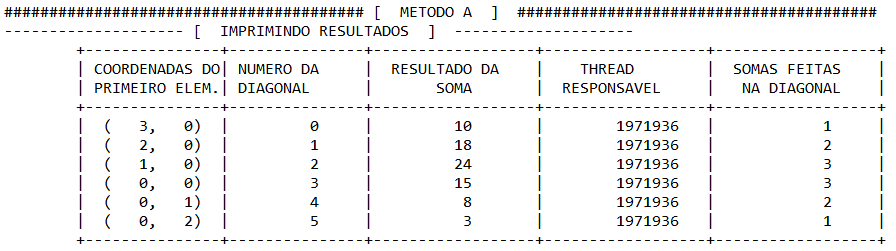 ######################################## [  METODO A  ] ########################################
-------------------- [  IMPRIMINDO RESULTADOS  ] --------------------
+----------------+----------------+-------------------+------------------+------------------+
| COORDENADAS DO| NUMERO DA | RESULTADO DA | THREAD | SOMAS FEITAS |
| PRIMEIRO ELEM.| DIAGONAL | SOMA | RESPONSAVEL | NA DIAGONAL |
+----------------+----------------+-------------------+------------------+------------------+
| ( 3, 0) | 0 | 10 | 1971936 | 1 |
| ( 2, 0) | 1 | 18 | 1971936 | 2 |
| ( 1, 0) | 2 | 24 | 1971936 | 3 |
| ( 0, 0) | 3 | 15 | 1971936 | 3 |
| ( 0, 1) | 4 | 8 | 1971936 | 2 |
| ( 0, 2) | 5 | 3 | 1971936 | 1 |
+----------------+----------------+-------------------+------------------+------------------+